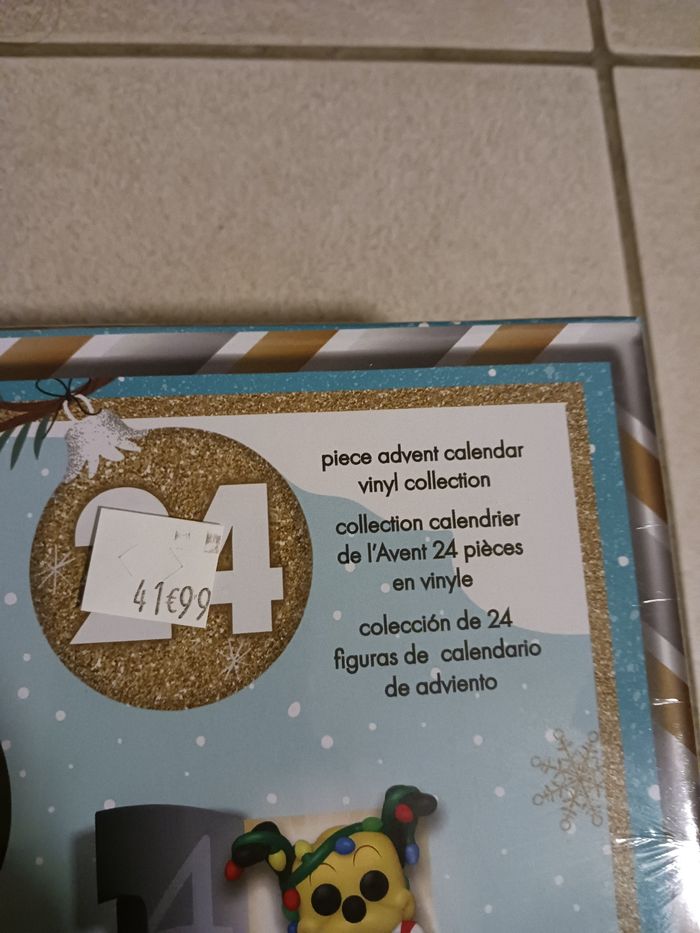 24
41€99
piece advent calendar
vinyl collection
collection calendrier
de l'Avent 24 pièces
en vinyle
colección de 24
figuras de calendario
de adviento